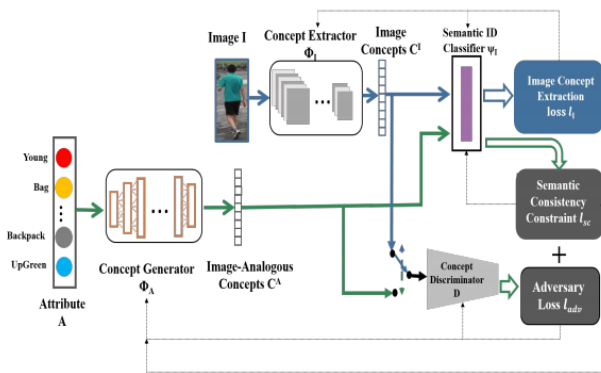 Image I
Concept Extractor
Φ_I
Image
Concepts C^I
Semantic ID
Classifier ψ_I
Image Concept
Extraction
loss l_I
Young
Bag
Backpack
UpGreen
Attribute
A
Concept Generator
Φ_A
Image-Analogous
Concepts C^A
Semantic
Consistency
Constraint l_sc
+
Concept
Discriminator
D
Adversary
Loss l_adv